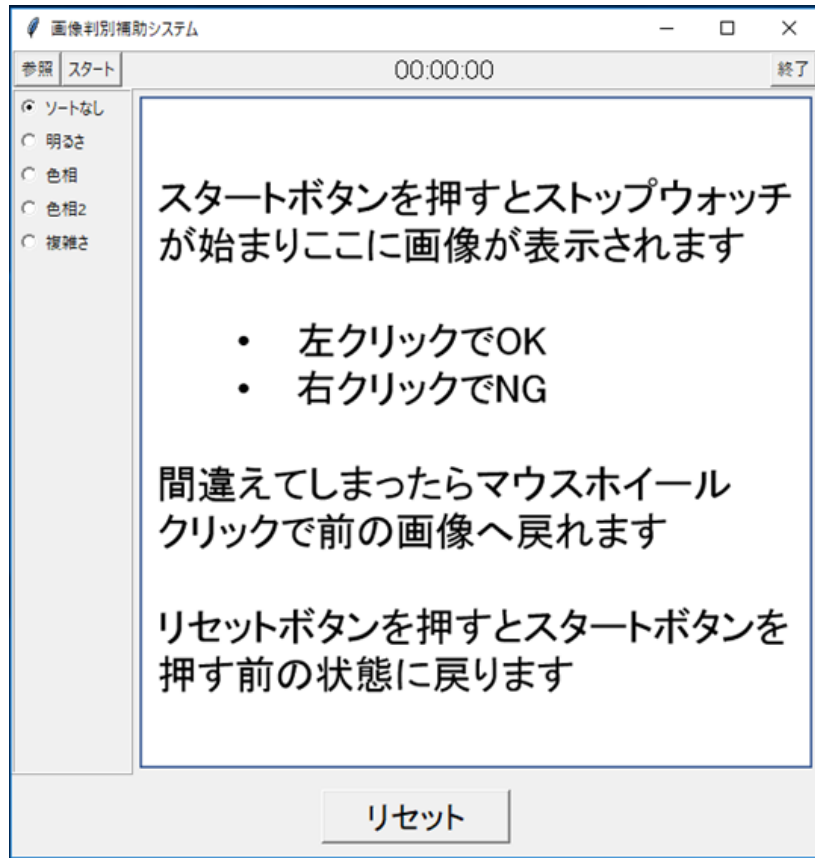 画像判別補助システム
参照 スタート 00:00:00 終了
ソートなし
明るさ
色相
色相2
複雑さ
スタートボタンを押すとストップウォッチ
が始まりここに画像が表示されます
• 左クリックでOK
• 右クリックでNG
間違えてしまったらマウスホイール
クリックで前の画像へ戻れます
リセットボタンを押すとスタートボタンを
押す前の状態に戻ります
リセット